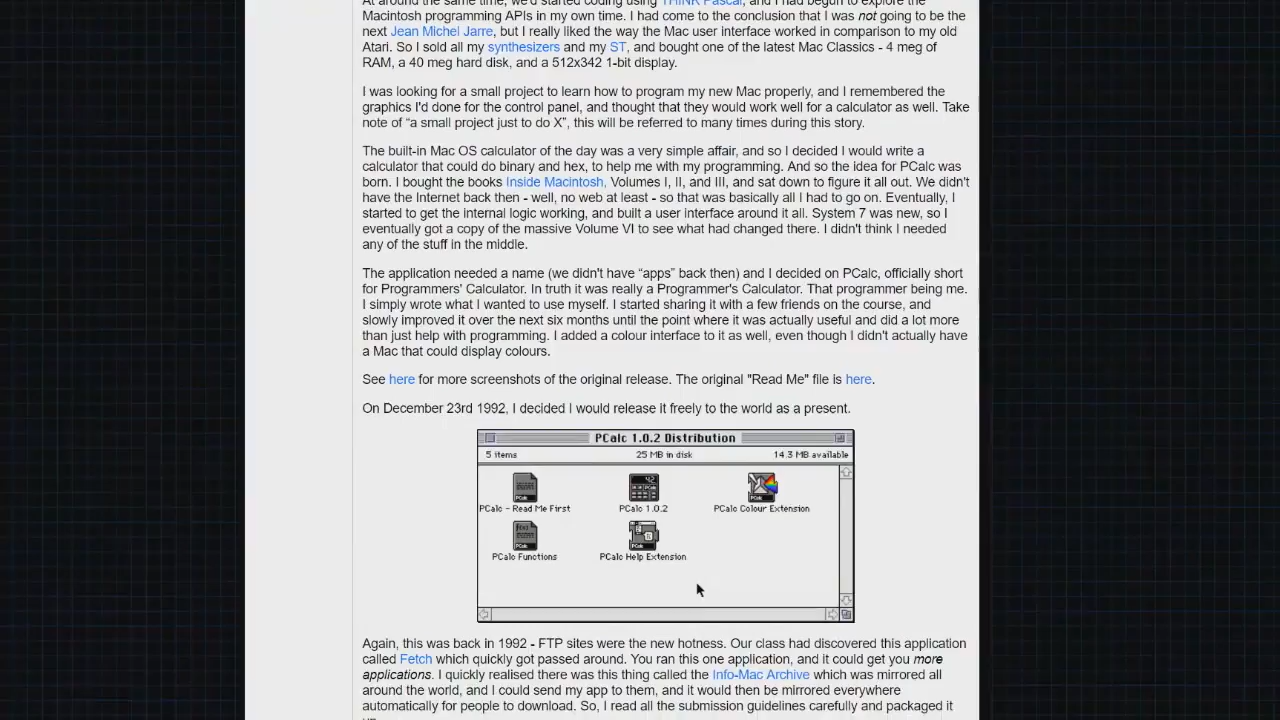 At around the same time, we'd started coding using THINK Pascal, and I had begun to explore the
Macintosh programming APIs in my own time. I had come to the conclusion that I was not going to be the
next Jean Michel Jarre, but I really liked the way the Mac user interface worked in comparison to my old
Atari. So I sold all my synthesizers and my ST, and bought one of the latest Mac Classics - 4 meg of
RAM, a 40 meg hard disk, and a 512x342 1-bit display.
I was looking for a small project to learn how to program my new Mac properly, and I remembered the
graphics I'd done for the control panel, and thought that they would work well for a calculator as well. Take
note of “a small project just to do X”, this will be referred to many times during this story.
The built-in Mac OS calculator of the day was a very simple affair, and so I decided I would write a
calculator that could do binary and hex, to help me with my programming. And so the idea for PCalc was
born. I bought the books Inside Macintosh, Volumes I, II, and III, and sat down to figure it all out. We didn't
have the Internet back then - well, no web at least - so that was basically all I had to go on. Eventually, I
started to get the internal logic working, and built a user interface around it all. System 7 was new, so I
eventually got a copy of the massive Volume VI to see what had changed there. I didn't think I needed
any of the stuff in the middle.
The application needed a name (we didn't have “apps” back then) and I decided on PCalc, officially short
for Programmers' Calculator. In truth it was really a Programmer's Calculator. That programmer being me.
I simply wrote what I wanted to use myself. I started sharing it with a few friends on the course, and
slowly improved it over the next six months until the point where it was actually useful and did a lot more
than just help with programming. I added a colour interface to it as well, even though I didn't actually have
a Mac that could display colours.
See here for more screenshots of the original release. The original "Read Me" file is here.
On December 23rd 1992, I decided I would release it freely to the world as a present.
PCalc 1.0.2 Distribution
5 items 25 MB in disk 14.3 MB available
PCalc - Read Me First PCalc 1.0.2 PCalc Colour Extension
PCalc Functions PCalc Help Extension
Again, this was back in 1992 - FTP sites were the new hotness. Our class had discovered this application
called Fetch which quickly got passed around. You ran this one application, and it could get you more
applications. I quickly realised there was this thing called the Info-Mac Archive which was mirrored all
around the world, and I could send my app to them, and it would then be mirrored everywhere
automatically for people to download. So, I read all the submission guidelines carefully and packaged it